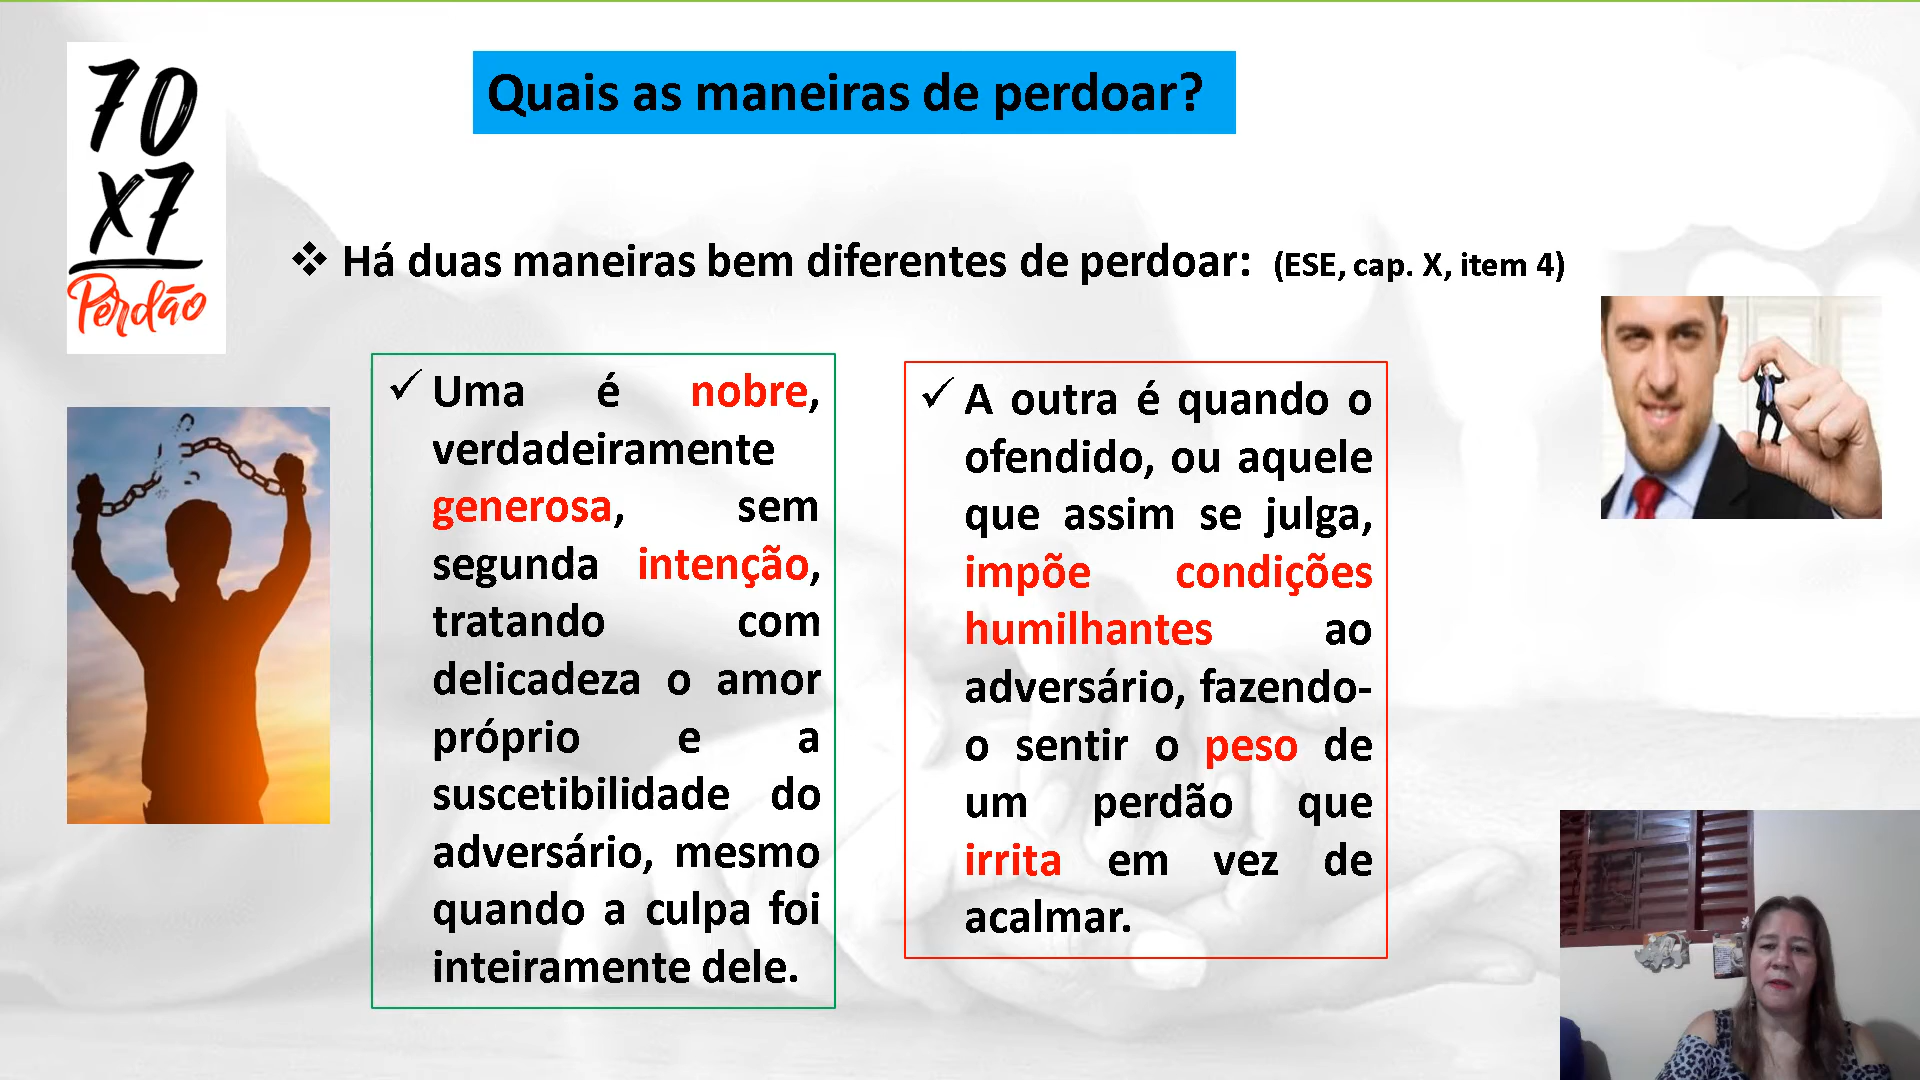 70
x7
Perdão
Quais as maneiras de perdoar?
❖ Há duas maneiras bem diferentes de perdoar: (ESE, cap. X, item 4)
✓ Uma é nobre,
verdadeiramente
generosa, sem
segunda intenção,
tratando com
delicadeza o amor
próprio e a
suscetibilidade do
adversário, mesmo
quando a culpa foi
inteiramente dele.
✓ A outra é quando o
ofendido, ou aquele
que assim se julga,
impõe condições
humilhantes ao
adversário, fazendo-
o sentir o peso de
um perdão que
irrita em vez de
acalmar.